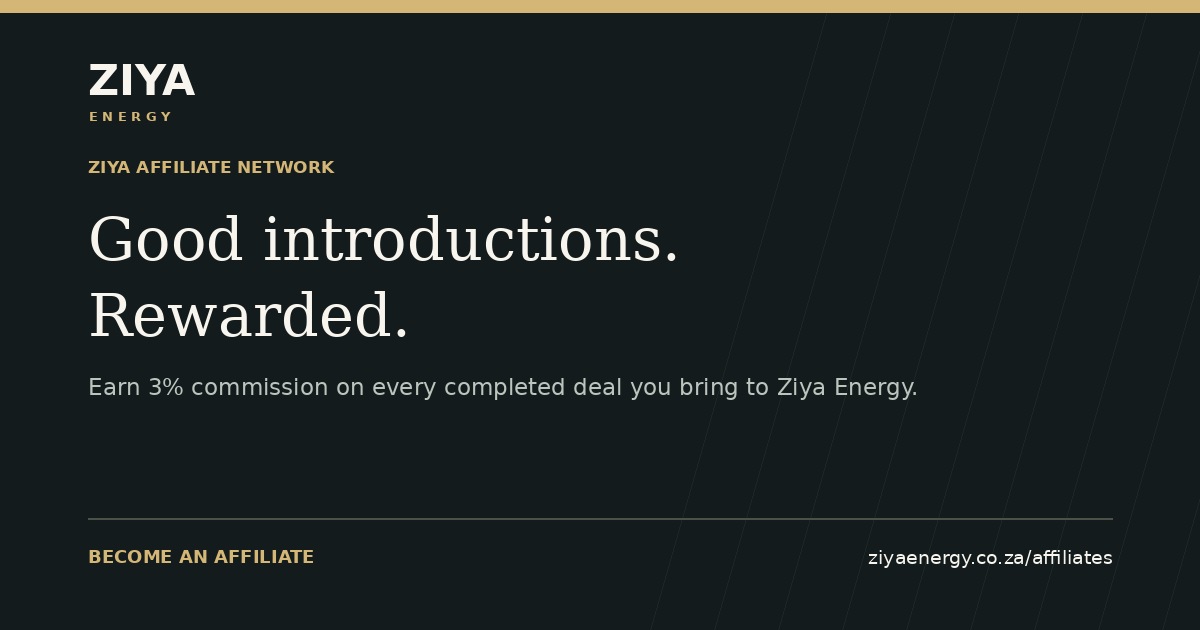 ZIYA
ENERGY
ZIYA AFFILIATE NETWORK
Good introductions.
Rewarded.
Earn 3% commission on every completed deal you bring to Ziya Energy.
BECOME AN AFFILIATE
ziyaenergy.co.za/affiliates